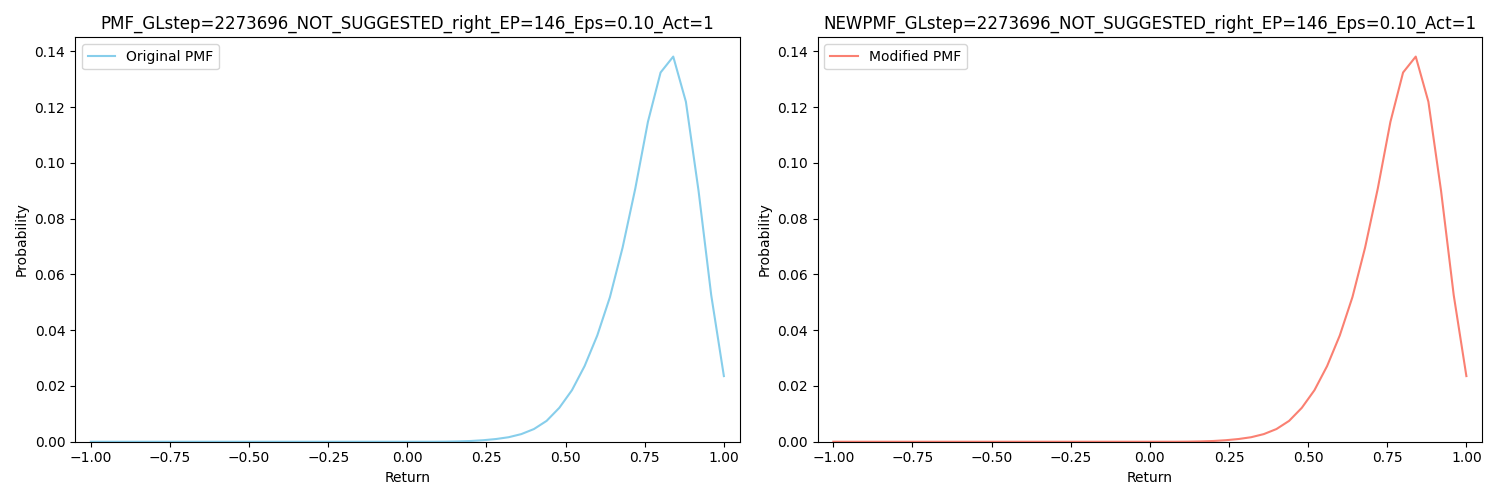 PMF_GLstep=2273696_NOT_SUGGESTED_right_EP=146_Eps=0.10_Act=1
Original PMF
Probability
0.14
0.12
0.10
0.08
0.06
0.04
0.02
0.00
−1.00 −0.75 −0.50 −0.25 0.00 0.25 0.50 0.75 1.00
Return
NEWPMF_GLstep=2273696_NOT_SUGGESTED_right_EP=146_Eps=0.10_Act=1
Modified PMF
Probability
0.14
0.12
0.10
0.08
0.06
0.04
0.02
0.00
−1.00 −0.75 −0.50 −0.25 0.00 0.25 0.50 0.75 1.00
Return